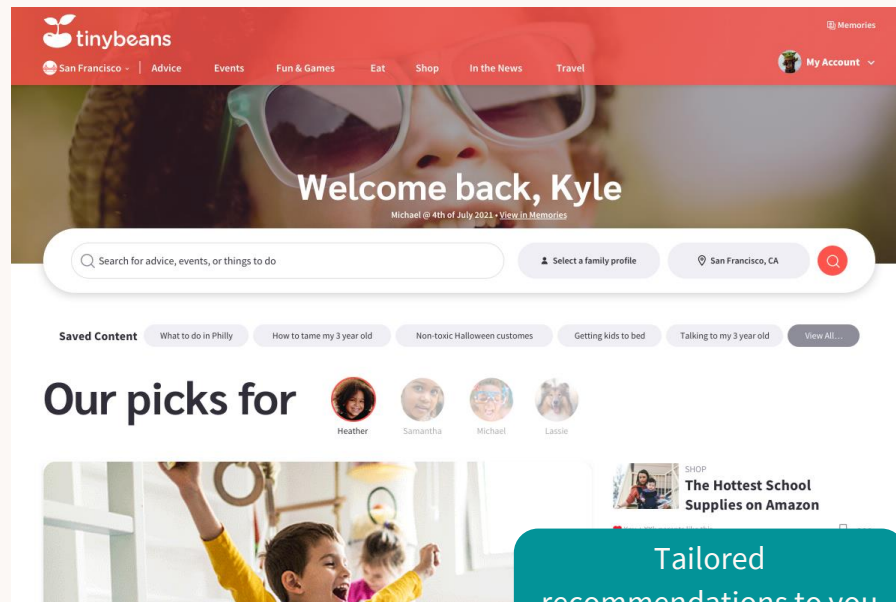 Memories
tinybeans
San Francisco
Advice
Events
Fun & Games
Eat
Shop
In the News
Travel
My Account
Welcome back, Kyle
Michael @ 4th of July 2021 • View in Memories
Search for advice, events, or things to do
Select a family profile
San Francisco, CA
Saved Content
What to do in Philly
How to tame my 3 year old
Non-toxic Halloween custome​s
Getting kids to bed
Talking to my 3 year old
View All...
Our picks for
Heather
Samantha
Michael
Lassie
SHOP
The Hottest School
Supplies on Amazon
Tailored
recommendations to you